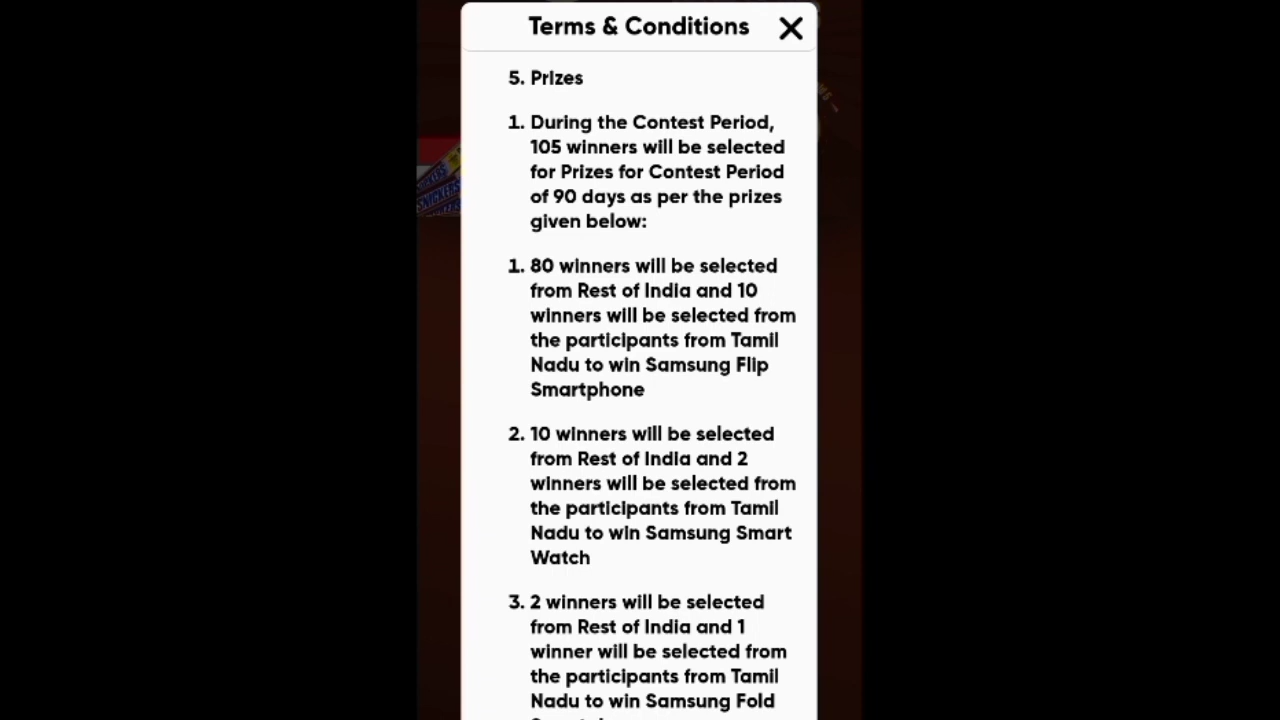 Terms & Conditions
5. Prizes
1. During the Contest Period,
105 winners will be selected
for Prizes for Contest Period
of 90 days as per the prizes
given below:
1. 80 winners will be selected
from Rest of India and 10
winners will be selected from
the participants from Tamil
Nadu to win Samsung Flip
Smartphone
2. 10 winners will be selected
from Rest of India and 2
winners will be selected from
the participants from Tamil
Nadu to win Samsung Smart
Watch
3. 2 winners will be selected
from Rest of India and 1
winner will be selected from
the participants from Tamil
Nadu to win Samsung Fold
SNICKERS